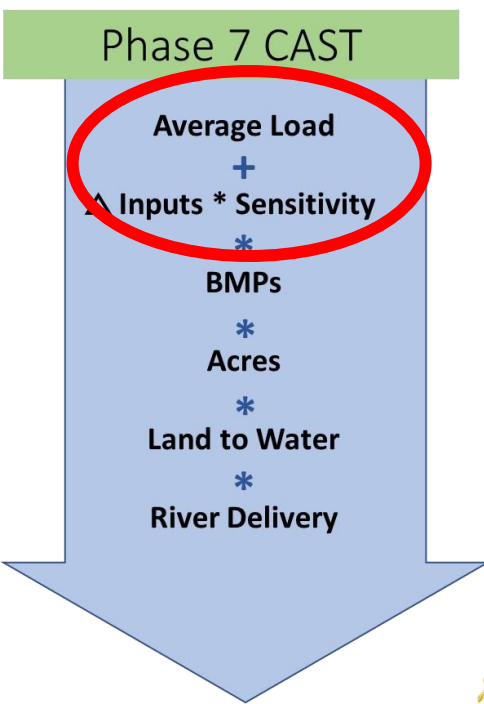 Phase 7 CAST
Average Load
+
Δ Inputs * Sensitivity
*
BMPs
*
Acres
*
Land to Water
*
River Delivery